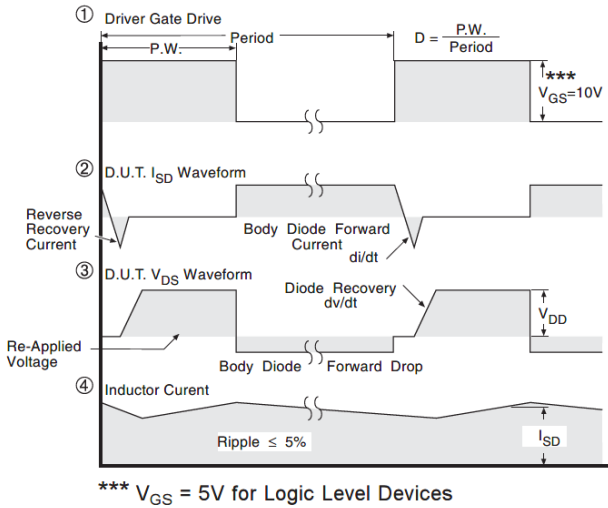 ① Driver Gate Drive
Period
P.W.
D = P.W. / Period
***
VGS=10V
② D.U.T. ISD Waveform
Reverse
Recovery
Current
Body Diode Forward
Current
di/dt
③ D.U.T. VDS Waveform
Diode Recovery
dv/dt
VDD
Re-Applied
Voltage
Body Diode Forward Drop
④ Inductor Curent
Ripple ≤ 5%
ISD
*** VGS = 5V for Logic Level Devices